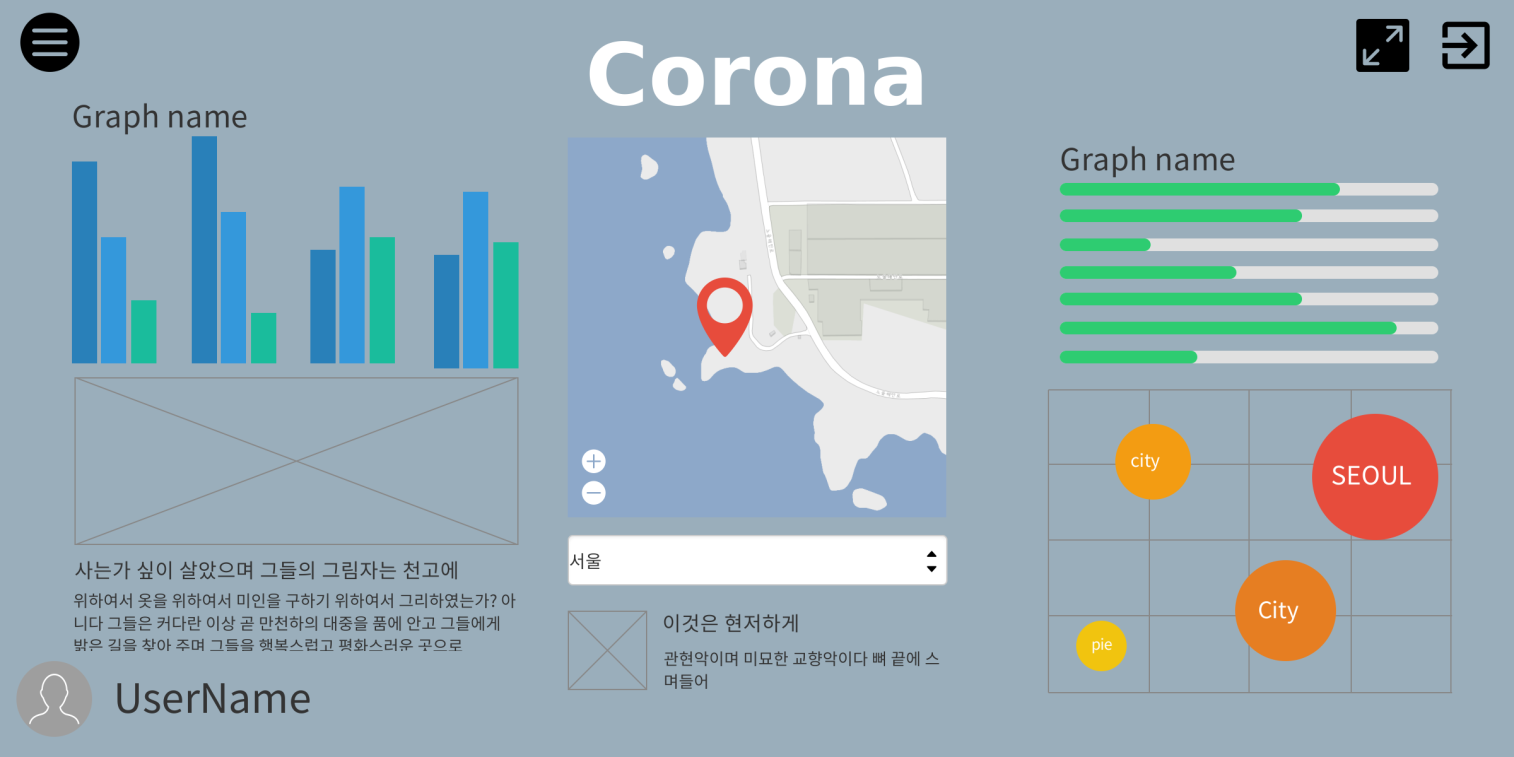 Corona
Graph name
사는가 싶이 살았으며 그들의 그림자는 천고에
위하여서 옷을 위하여서 미인을 구하기 위하여서 그리하였는가? 아
니다 그들은 커다란 이상 곧 만천하의 대중을 품에 안고 그들에게
밝은 길을 찾아 주며 그들을 행복스럽고 평화스러운 곳으로
UserName
서울
이것은 현저하게
관현악이며 미묘한 교향악이다 뼈 끝에 스
며들어
Graph name
city
SEOUL
City
pie